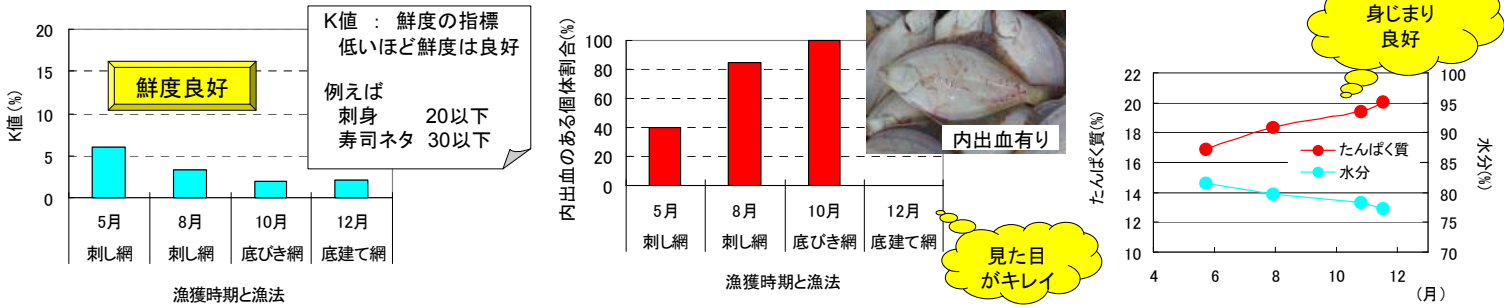 K値 ： 鮮度の指標
低いほど鮮度は良好
例えば
刺身 20以下
寿司ネタ 30以下
鮮度良好
K値(%)
20
15
10
5
0
5月 8月 10月 12月
刺し網 刺し網 底びき網 底建て網
漁獲時期と漁法
内出血のある個体割合(%)
100
80
60
40
20
0
内出血有り
5月 8月 10月 12月
刺し網 刺し網 底びき網 底建て網
漁獲時期と漁法
見た目
がキレイ
身じまり
良好
たんぱく質(%)
22
20
18
16
14
12
10
たんぱく質
水分
100
95
90
85
80
75
70
水分(%)
4 6 8 10 12
(月)